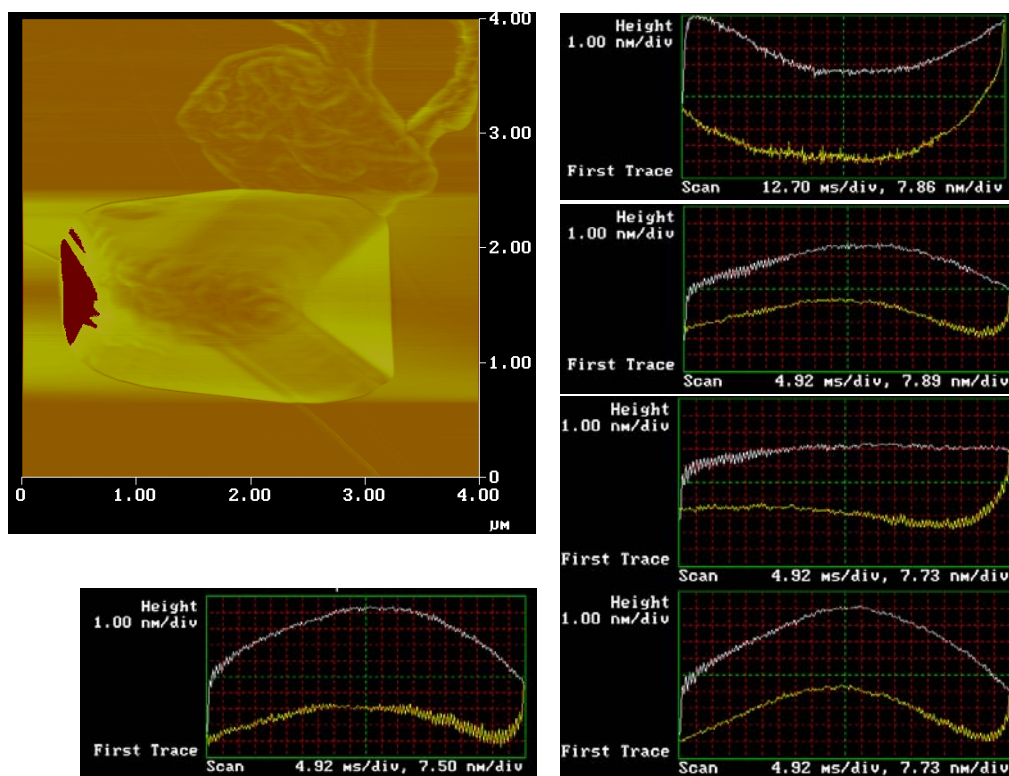 4.00
3.00
2.00
1.00
0
0 1.00 2.00 3.00 4.00
μM
Height
1.00 nm/div
First Trace
Scan 12.70 ms/div, 7.86 nm/div
Height
1.00 nm/div
First Trace
Scan 4.92 ms/div, 7.89 nm/div
Height
1.00 nm/div
First Trace
Scan 4.92 ms/div, 7.73 nm/div
Height
1.00 nm/div
First Trace
Scan 4.92 ms/div, 7.50 nm/div
Height
1.00 nm/div
First Trace
Scan 4.92 ms/div, 7.73 nm/div